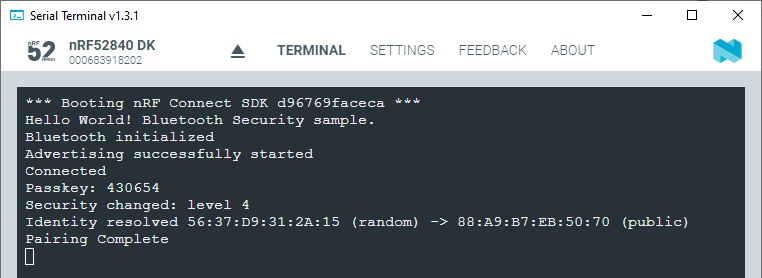 Serial Terminal v1.3.1
nRF
52
SERIES
nRF52840 DK
000683918202
TERMINAL SETTINGS FEEDBACK ABOUT
*** Booting nRF Connect SDK d96769faceca ***
Hello World! Bluetooth Security sample.
Bluetooth initialized
Advertising successfully started
Connected
Passkey: 430654
Security changed: level 4
Identity resolved 56:37:D9:31:2A:15 (random) -> 88:A9:B7:EB:50:70 (public)
Pairing Complete